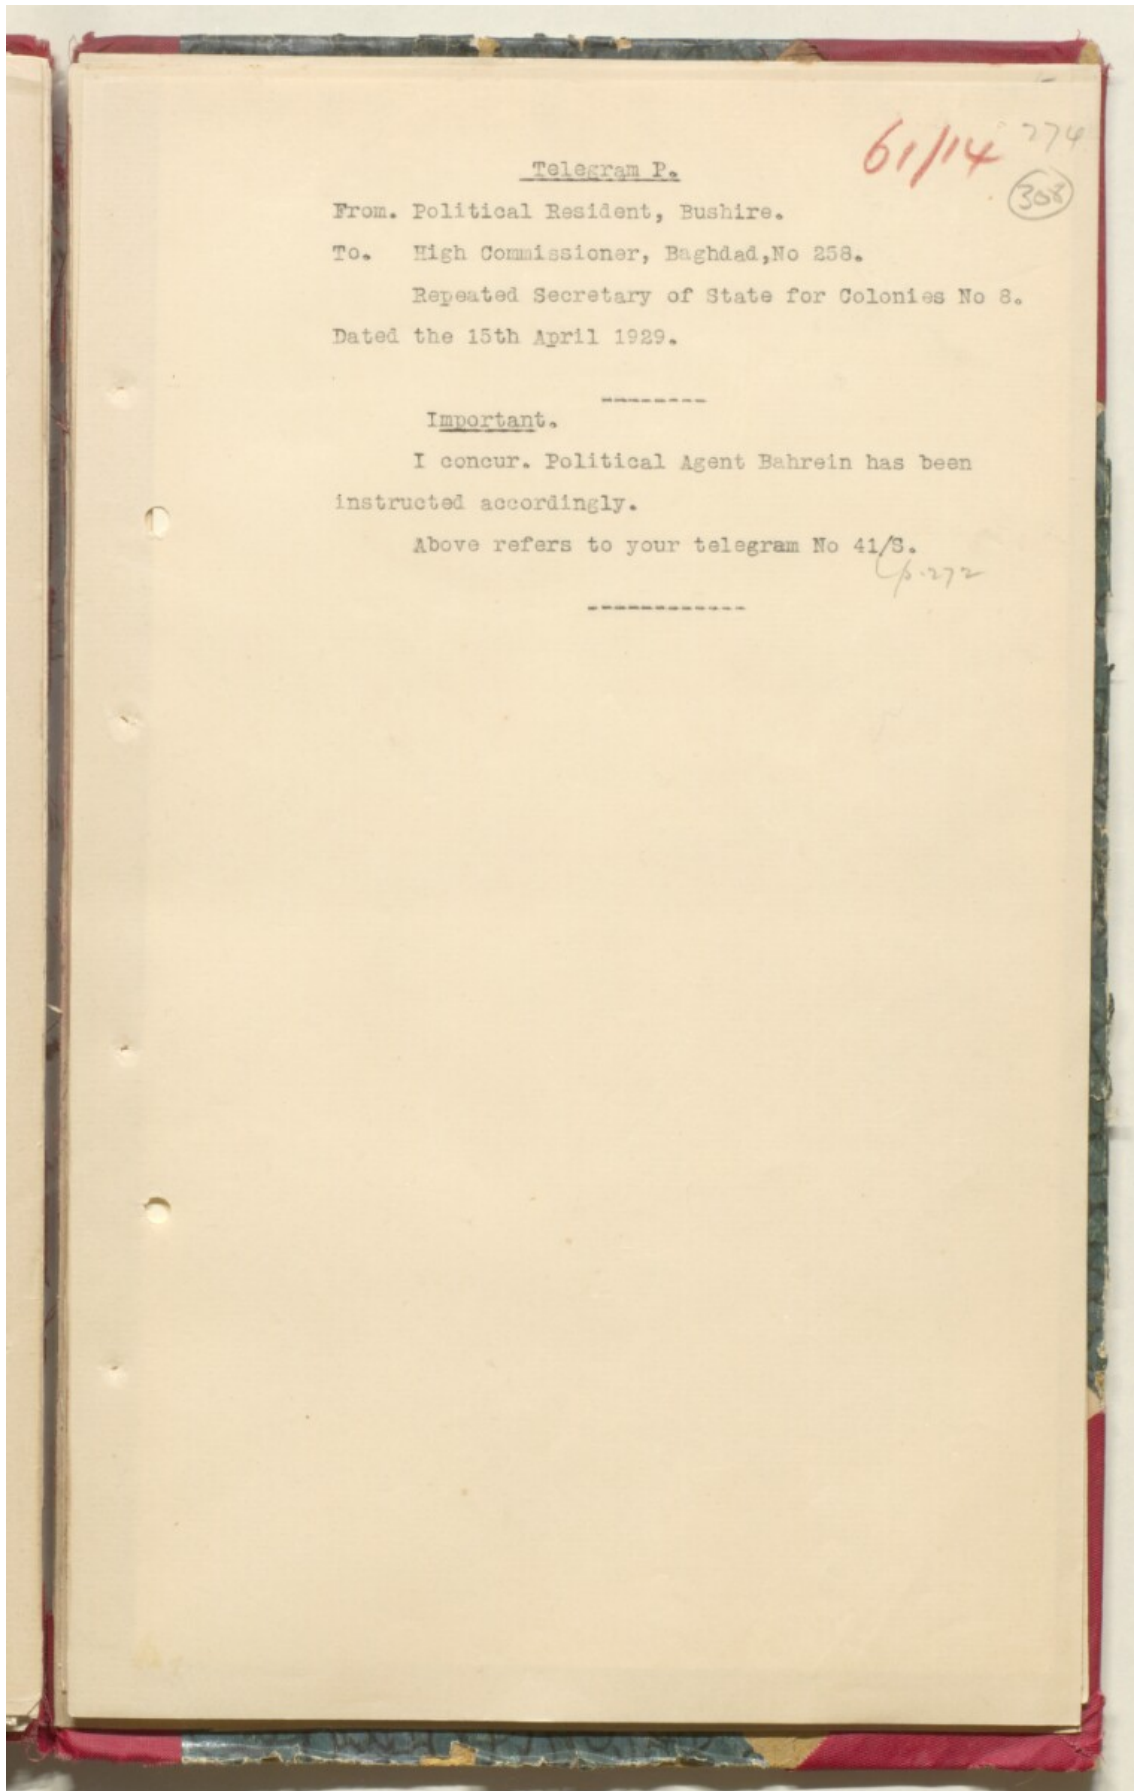 61/14 274
308
Telegram P.
From. Political Resident, Bushire.
To. High Commissioner, Baghdad,No 258.
Repeated Secretary of State for Colonies No 8.
Dated the 15th April 1929.
--------
Important.
I concur. Political Agent Bahrein has been
instructed accordingly.
Above refers to your telegram No 41/S.
p.272
------------